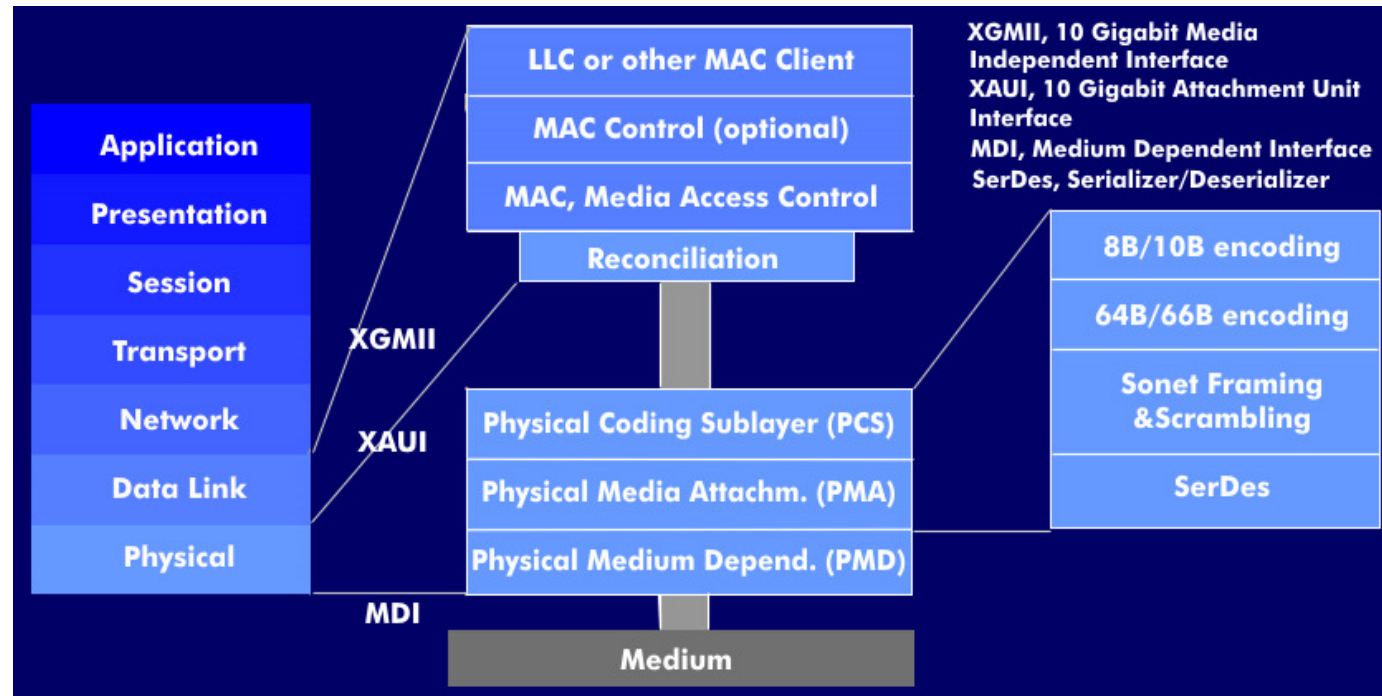 Application
Presentation
Session
Transport
Network
Data Link
Physical
XGMII
XAUI
MDI
LLC or other MAC Client
MAC Control (optional)
MAC, Media Access Control
Reconciliation
Physical Coding Sublayer (PCS)
Physical Media Attachm. (PMA)
Physical Medium Depend. (PMD)
Medium
XGMII, 10 Gigabit Media
Independent Interface
XAUI, 10 Gigabit Attachment Unit
Interface
MDI, Medium Dependent Interface
SerDes, Serializer/Deserializer
8B/10B encoding
64B/66B encoding
Sonet Framing
&Scrambling
SerDes